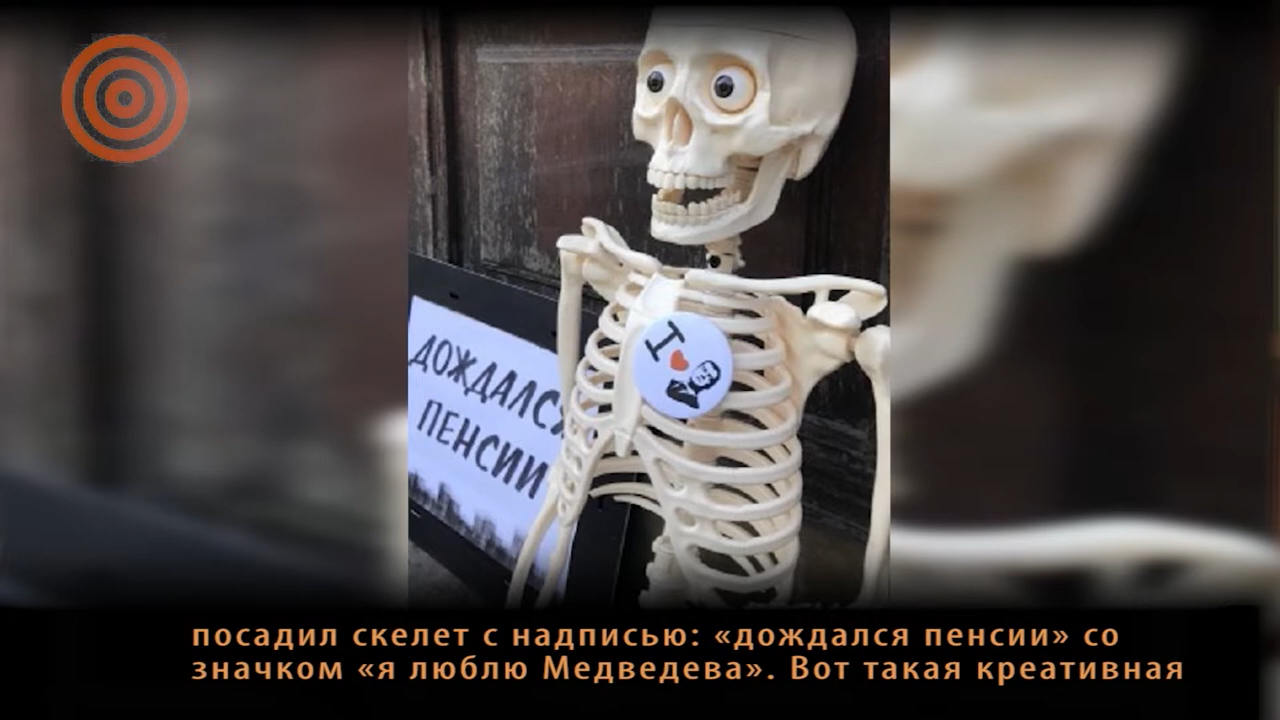 I
ДОЖДАЛСЯ
ПЕНСИИ
посадил скелет с надписью: «дождался пенсии» со
значком «я люблю Медведева». Вот такая креативная